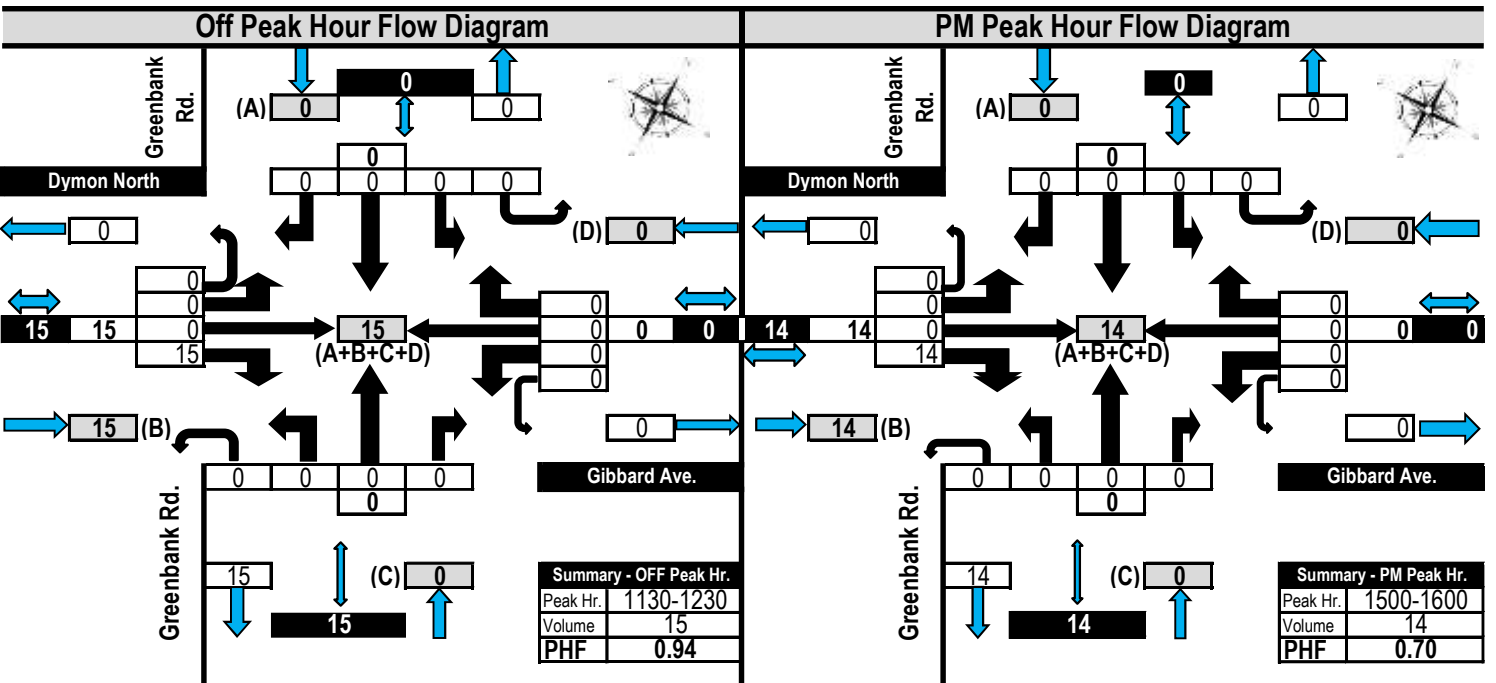 Off Peak Hour Flow Diagram
Greenbank Rd.
0
(A) 0
0
0
0 0 0 0
Dymon North
0
(D) 0
0
0
15 15 0
15
15
(A+B+C+D)
0
0
0
0
0 0
15 (B)
0
0 0 0 0
0
Gibbard Ave.
Greenbank Rd.
15
(C) 0
15
Summary - OFF Peak Hr.
Peak Hr. 1130-1230
Volume 15
PHF 0.94
PM Peak Hour Flow Diagram
Greenbank Rd.
0
(A) 0
0
0
0 0 0 0
Dymon North
0
(D) 0
0
0
14 14 0
14
14
(A+B+C+D)
0
0
0
0
0 0
14 (B)
0
0 0 0 0
0
Gibbard Ave.
Greenbank Rd.
14
(C) 0
14
Summary - PM Peak Hr.
Peak Hr. 1500-1600
Volume 14
PHF 0.70